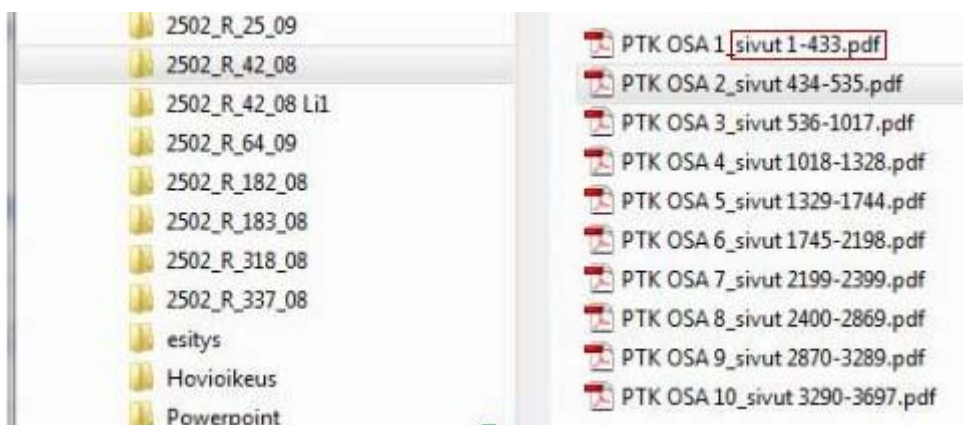 2502_R_25_09
2502_R_42_08
2502_R_42_08 Li1
2502_R_64_09
2502_R_182_08
2502_R_183_08
2502_R_318_08
2502_R_337_08
esitys
Hovioikeus
Powerpoint
PTK OSA 1_sivut 1-433.pdf
PTK OSA 2_sivut 434-535.pdf
PTK OSA 3_sivut 536-1017.pdf
PTK OSA 4_sivut 1018-1328.pdf
PTK OSA 5_sivut 1329-1744.pdf
PTK OSA 6_sivut 1745-2198.pdf
PTK OSA 7_sivut 2199-2399.pdf
PTK OSA 8_sivut 2400-2869.pdf
PTK OSA 9_sivut 2870-3289.pdf
PTK OSA 10_sivut 3290-3697.pdf